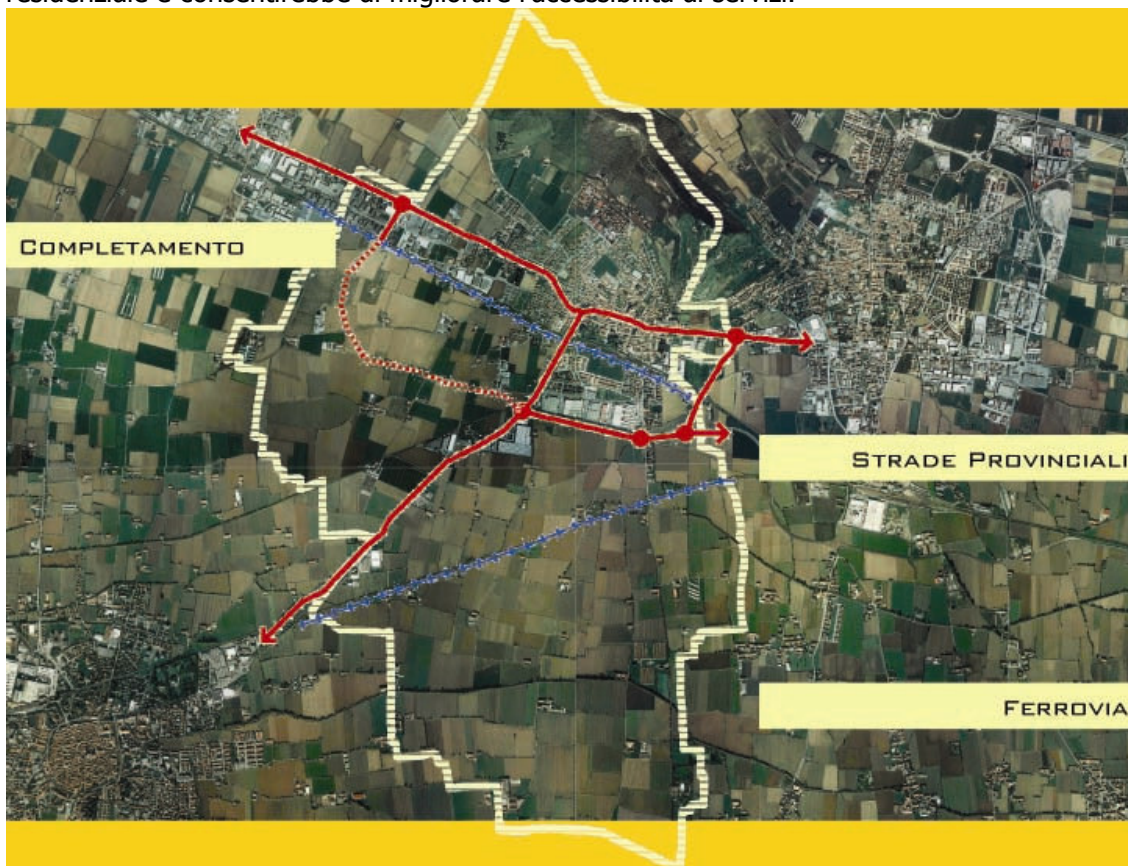 residenziale e consentirebbe di migliorare l'accessibilità ai servizi.
COMPLETAMENTO
STRADE PROVINCIALI
FERROVIA